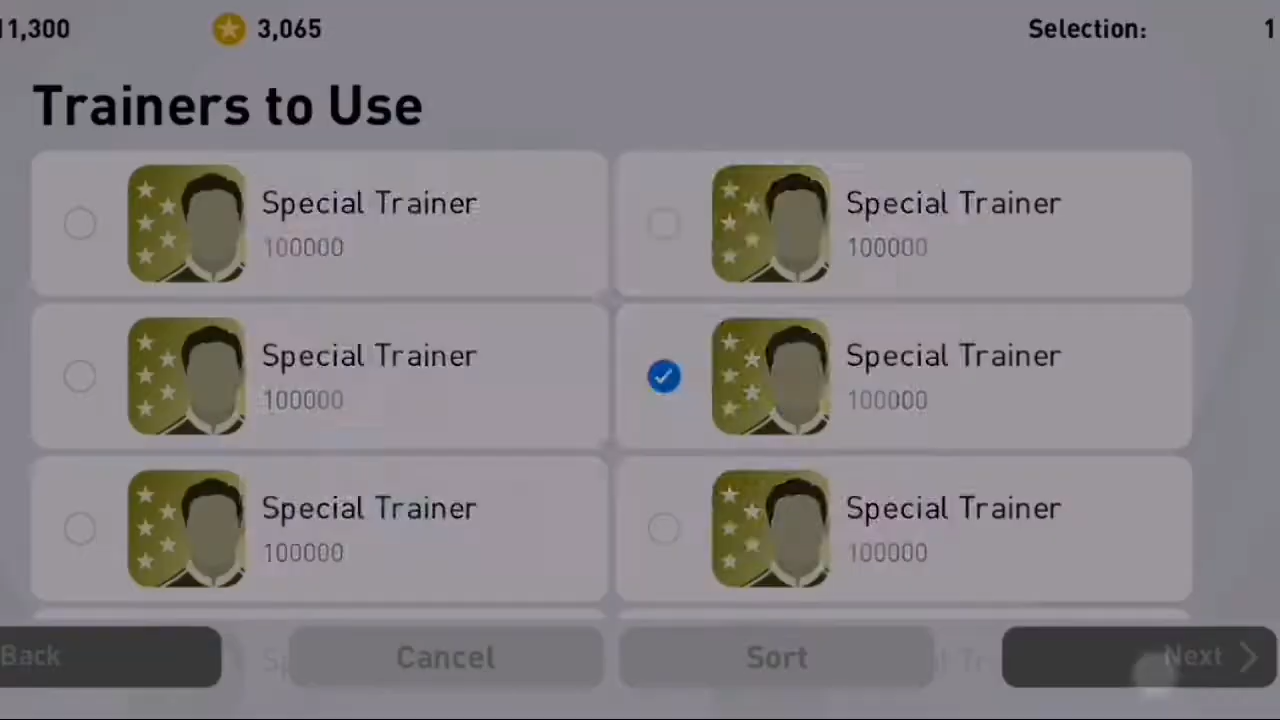 11,300 3,065 Selection: 1
Trainers to Use
Special Trainer
100000
Special Trainer
100000
Special Trainer
100000
Special Trainer
100000
Special Trainer
100000
Special Trainer
100000
Back Cancel Sort Next